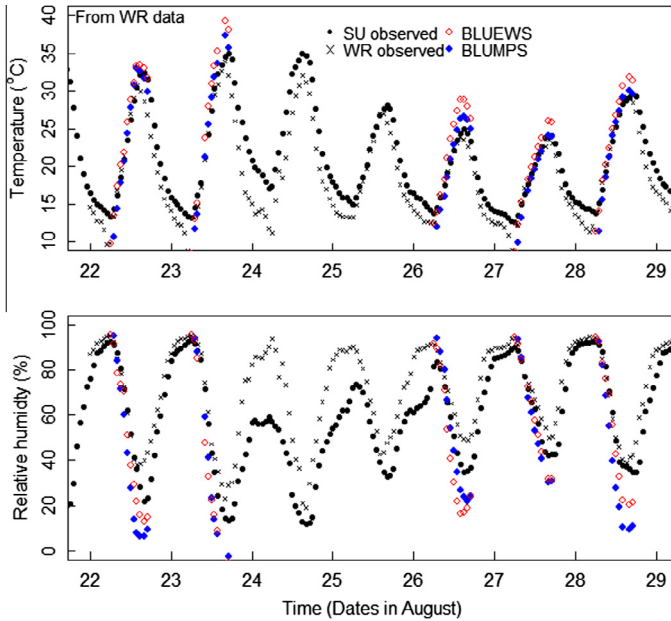 From WR data
SU observed
WR observed
BLUEWS
BLUMPS
Temperature (°C)
40
35
30
25
20
15
10
22 23 24 25 26 27 28 29
Relative humidity (%)
100
80
60
40
20
0
22 23 24 25 26 27 28 29
Time (Dates in August)